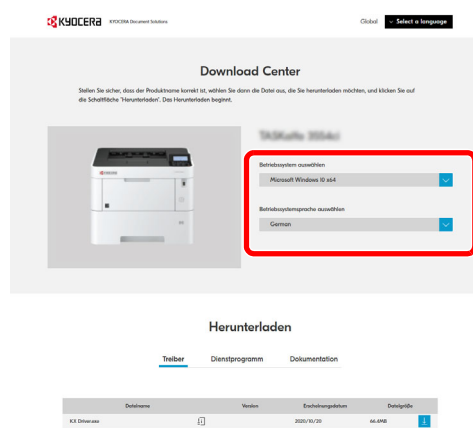 KYOCERA KYOCERA Document Solutions Global Select a language
Download Center
Stellen Sie sicher, dass der Produktname korrekt ist, wählen Sie dann die Datei aus, die Sie herunterladen möchten, und klicken Sie auf
die Schaltfläche "Herunterladen". Das Herunterladen beginnt.
Betriebssystem auswählen
Microsoft Windows 10 x64
Betriebssystemsprache auswählen
German
Herunterladen
Treiber Dienstprogramm Dokumentation
Dateiname Version Erscheinungsdatum Dateigröße
KX Driver.exe 2020/10/20 66.6MB